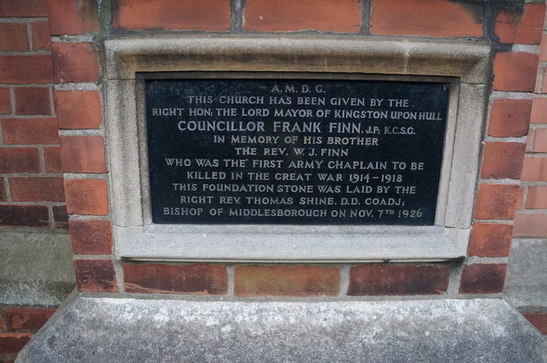 A.M.D.G.
THIS CHURCH HAS BEEN GIVEN BY THE
RIGHT HON; THE LORD MAYOR OF KINGSTON UPON HULL
COUNCILLOR FRANK FINN. J.P; K.C.S.G.
IN MEMORY OF HIS BROTHER
THE REV. W. J. FINN
WHO WAS THE FIRST ARMY CHAPLAIN TO BE
KILLED IN THE GREAT WAR 1914-1918
THIS FOUNDATION STONE WAS LAID BY THE
RIGHT REV. THOMAS SHINE. D.D. COADJ;
BISHOP OF MIDDLESBOROUGH ON NOV. 7TH 1926